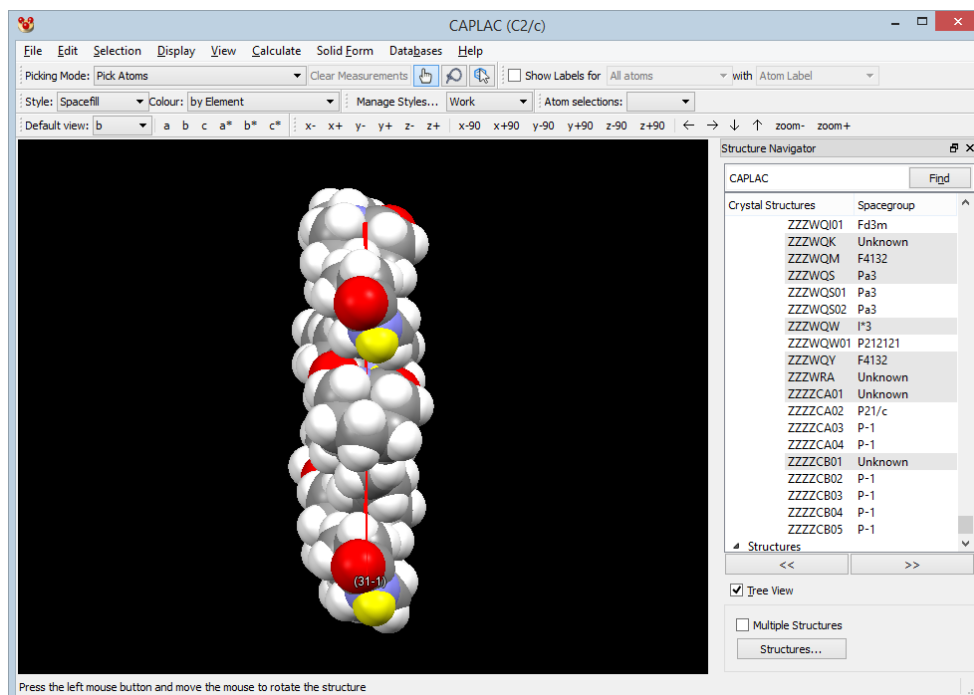 CAPLAC (C2/c)
File Edit Selection Display View Calculate Solid Form Databases Help
Picking Mode: Pick Atoms Clear Measurements Show Labels for All atoms with Atom Label
Style: Spacefill Colour: by Element Manage Styles... Work Atom selections:
Default view: b a b c a* b* c* x- x+ y- y+ z- z+ x-90 x+90 y-90 y+90 z-90 z+90 ← → ↓ ↑ zoom- zoom+
Structure Navigator
CAPLAC Find
Crystal Structures Spacegroup
ZZZWQI01 Fd3m
ZZZWQK Unknown
ZZZWQM F4132
ZZZWQS Pa3
ZZZWQS01 Pa3
ZZZWQS02 Pa3
ZZZWQW I*3
ZZZWQW01 P212121
ZZZWQY F4132
ZZZWRA Unknown
ZZZZCA01 Unknown
ZZZZCA02 P21/c
ZZZZCA03 P-1
ZZZZCA04 P-1
ZZZZCB01 Unknown
ZZZZCB02 P-1
ZZZZCB03 P-1
ZZZZCB04 P-1
ZZZZCB05 P-1
Structures
<< >>
Tree View
Multiple Structures
Structures...
(31-1)
Press the left mouse button and move the mouse to rotate the structure